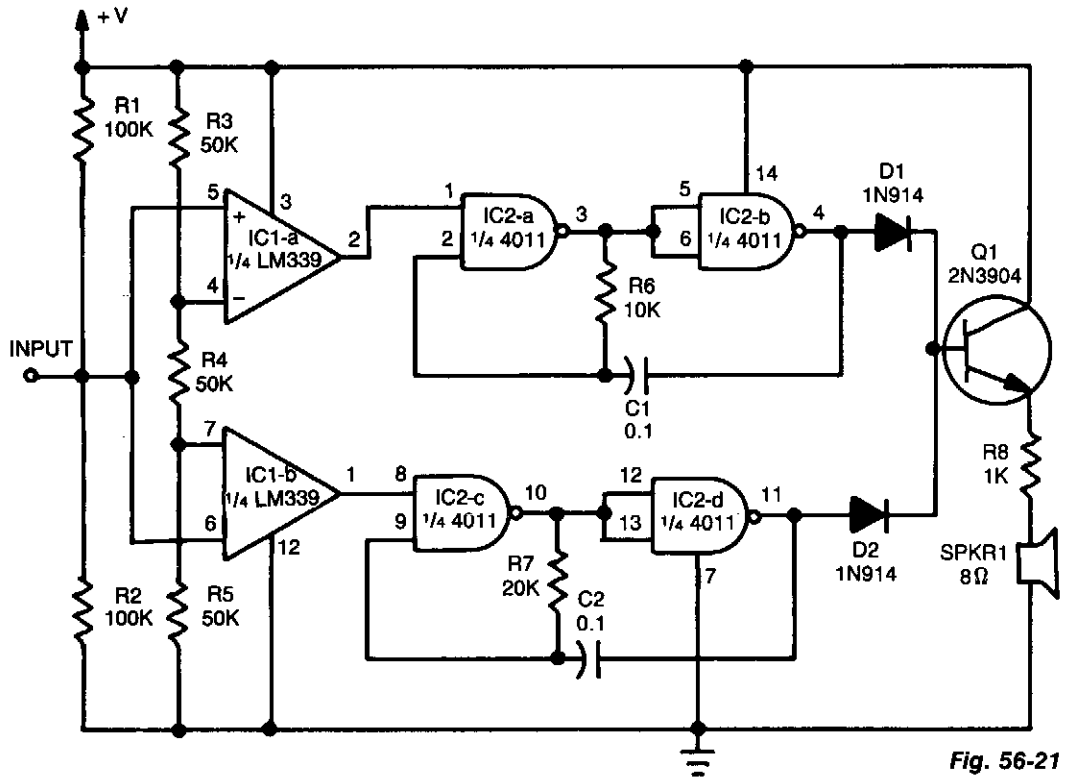 +V
R1
100K
R3
50K
5
+
3
IC1-a
1/4 LM339
2
4
−
1
2
IC2-a
1/4 4011
3
5
6
14
IC2-b
1/4 4011
4
D1
1N914
Q1
2N3904
R6
10K
C1
0.1
INPUT
R4
50K
7
IC1-b
1/4 LM339
1
6
12
8
9
IC2-c
1/4 4011
10
12
13
IC2-d
1/4 4011
11
7
D2
1N914
R8
1K
SPKR1
8Ω
R2
100K
R5
50K
R7
20K
C2
0.1
Fig. 56-21